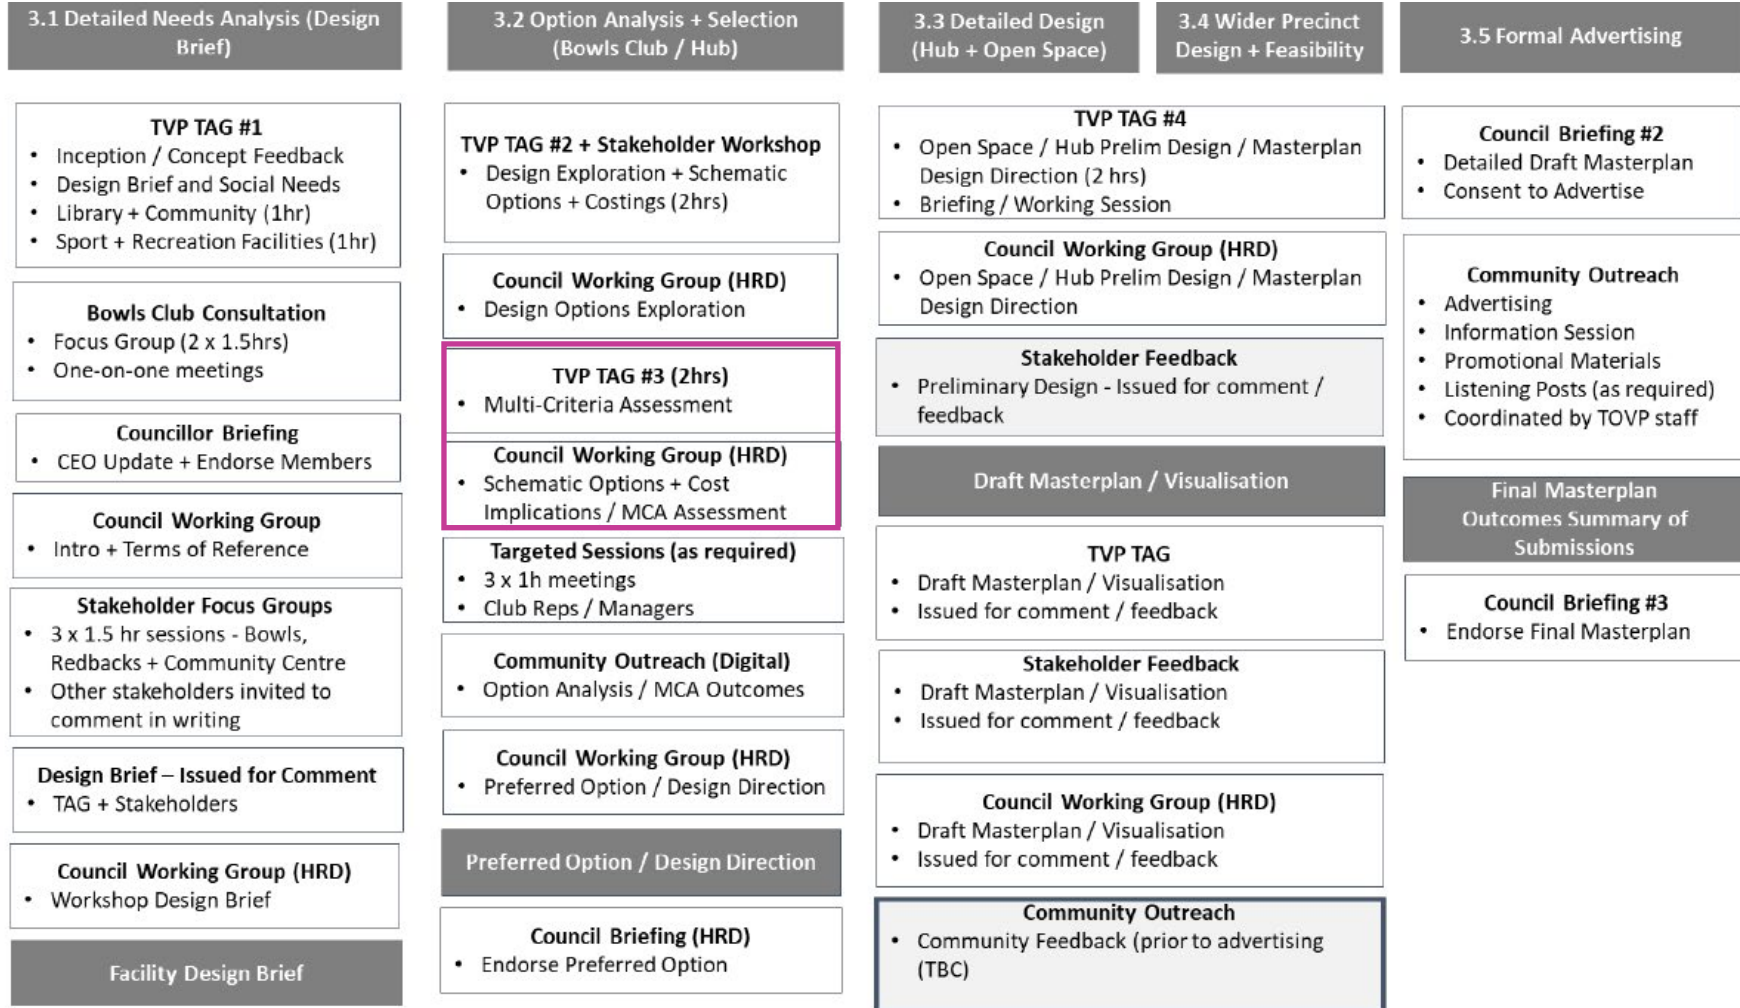 3.1 Detailed Needs Analysis (Design
Brief)
TVP TAG #1
• Inception / Concept Feedback
• Design Brief and Social Needs
• Library + Community (1hr)
• Sport + Recreation Facilities (1hr)
Bowls Club Consultation
• Focus Group (2 x 1.5hrs)
• One-on-one meetings
Councillor Briefing
• CEO Update + Endorse Members
Council Working Group
• Intro + Terms of Reference
Stakeholder Focus Groups
• 3 x 1.5 hr sessions - Bowls,
Redbacks + Community Centre
• Other stakeholders invited to
comment in writing
Design Brief – Issued for Comment
• TAG + Stakeholders
Council Working Group (HRD)
• Workshop Design Brief
Facility Design Brief
3.2 Option Analysis + Selection
(Bowls Club / Hub)
TVP TAG #2 + Stakeholder Workshop
• Design Exploration + Schematic
Options + Costings (2hrs)
Council Working Group (HRD)
• Design Options Exploration
TVP TAG #3 (2hrs)
• Multi-Criteria Assessment
Council Working Group (HRD)
• Schematic Options + Cost
Implications / MCA Assessment
Targeted Sessions (as required)
• 3 x 1h meetings
• Club Reps / Managers
Community Outreach (Digital)
• Option Analysis / MCA Outcomes
Council Working Group (HRD)
• Preferred Option / Design Direction
Preferred Option / Design Direction
Council Briefing (HRD)
• Endorse Preferred Option
3.3 Detailed Design
(Hub + Open Space)
3.4 Wider Precinct
Design + Feasibility
TVP TAG #4
• Open Space / Hub Prelim Design / Masterplan
Design Direction (2 hrs)
• Briefing / Working Session
Council Working Group (HRD)
• Open Space / Hub Prelim Design / Masterplan
Design Direction
Stakeholder Feedback
• Preliminary Design - Issued for comment /
feedback
Draft Masterplan / Visualisation
TVP TAG
• Draft Masterplan / Visualisation
• Issued for comment / feedback
Stakeholder Feedback
• Draft Masterplan / Visualisation
• Issued for comment / feedback
Council Working Group (HRD)
• Draft Masterplan / Visualisation
• Issued for comment / feedback
Community Outreach
• Community Feedback (prior to advertising
(TBC)
3.5 Formal Advertising
Council Briefing #2
• Detailed Draft Masterplan
• Consent to Advertise
Community Outreach
• Advertising
• Information Session
• Promotional Materials
• Listening Posts (as required)
• Coordinated by TOVP staff
Final Masterplan
Outcomes Summary of
Submissions
Council Briefing #3
• Endorse Final Masterplan